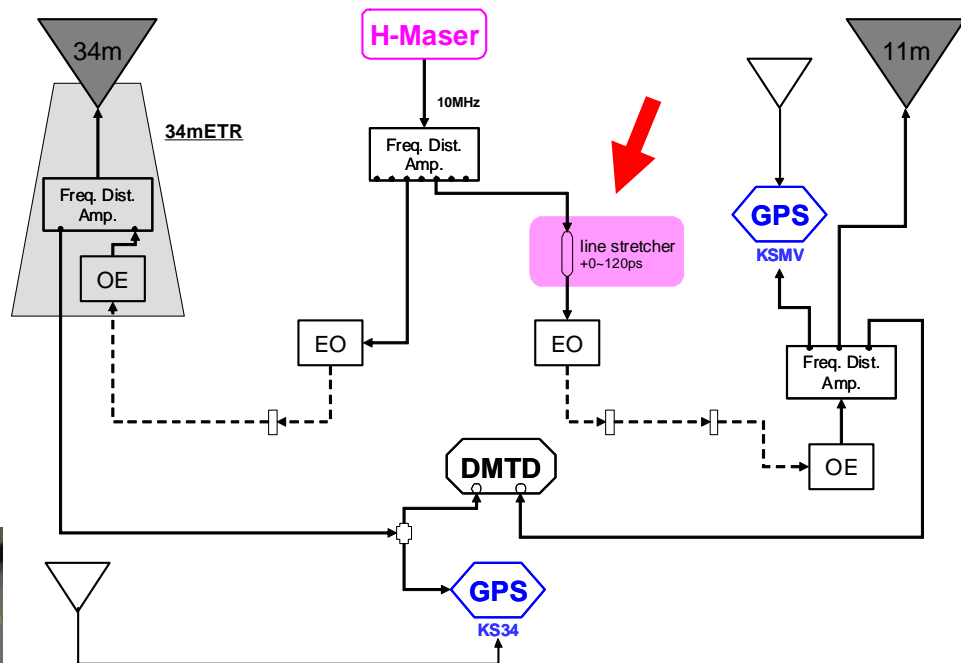 34m
H-Maser
11m
10MHz
34mETR
Freq. Dist.
Amp.
Freq. Dist.
Amp.
GPS
KSMV
line stretcher
+0~120ps
OE
EO
EO
Freq. Dist.
Amp.
DMTD
OE
GPS
KS34